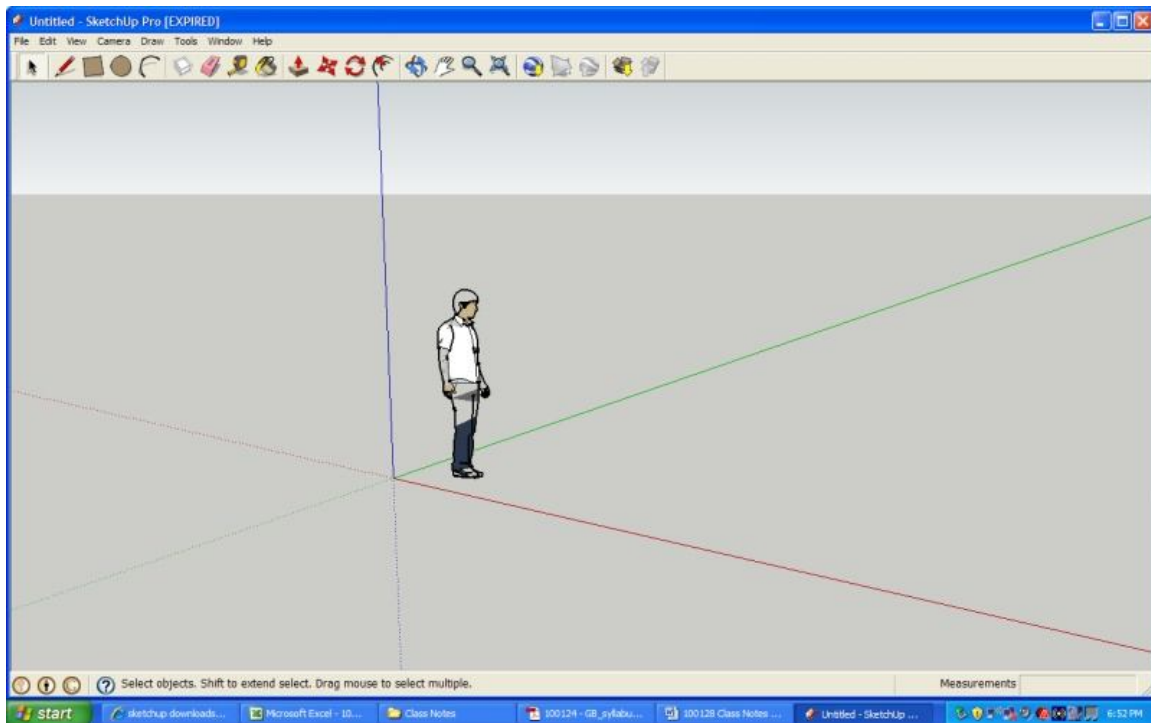 Untitled - SketchUp Pro [EXPIRED]
File Edit View Camera Draw Tools Window Help
Select objects. Shift to extend select. Drag mouse to select multiple.
Measurements
start
sketchup downloads...
Microsoft Excel - 10...
Class Notes
100124 - GB_syllabu...
100128 Class Notes ...
Untitled - SketchUp ...
6:52 PM